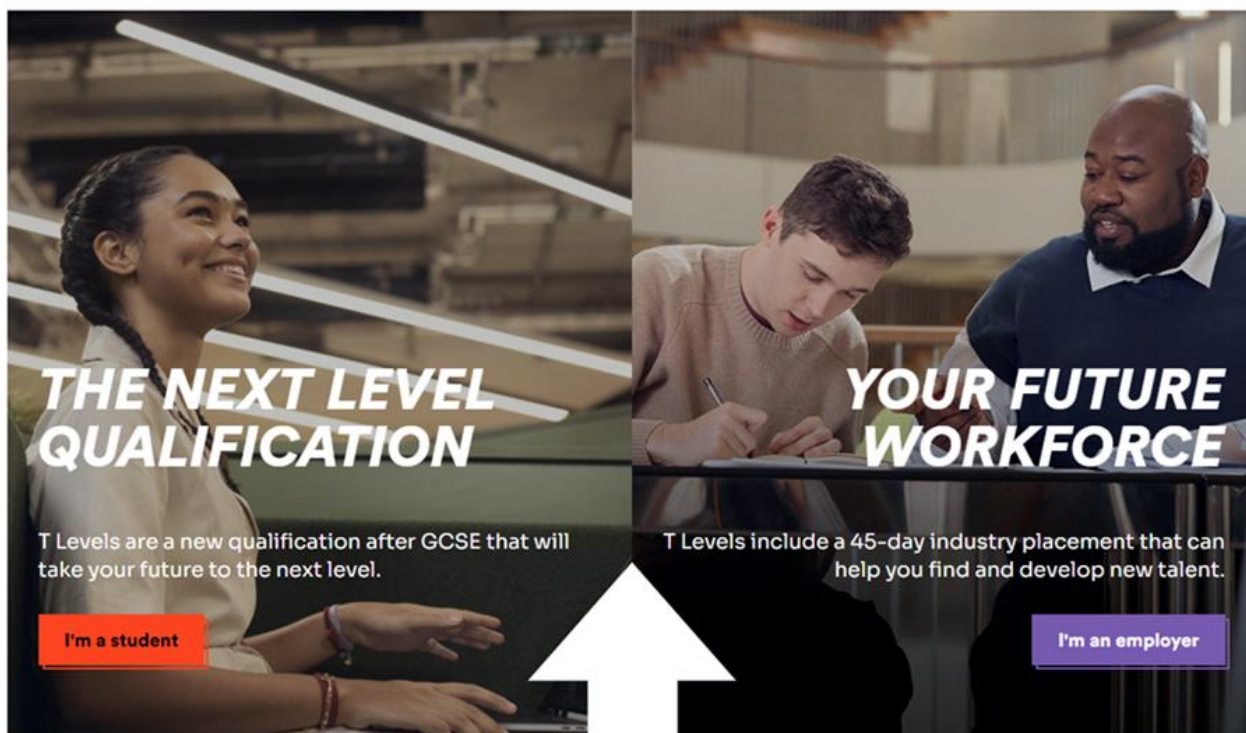 THE NEXT LEVEL
QUALIFICATION
T Levels are a new qualification after GCSE that will
take your future to the next level.
I'm a student
YOUR FUTURE
WORKFORCE
T Levels include a 45-day industry placement that can
help you find and develop new talent.
I'm an employer